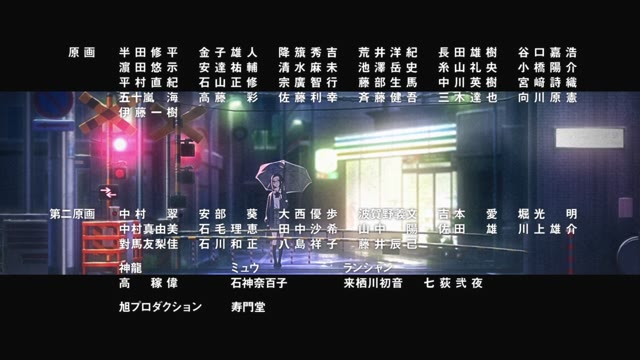 原画 半田修平 金子雄人 降籏秀吉 荒井洋紀 長田雄樹 谷口嘉浩
濵田悠示 安達祐輔 清水麻未 池澤岳史 糸山礼央 小橋陽介
平村直紀 石山正修 宗廣智行 藤部生馬 中川英樹 宮﨑詩織
五十嵐海 高藤彩 佐藤利幸 斉藤健吾 三木達也 向川原憲
伊藤一樹
第二原画 中村翠 安部葵 大西優歩 波賀野義文 吉本愛 堀光明
中村真由美 石毛理恵 田中沙希 山中陽 佐田雄 川上雄介
對馬友梨佳 石川和正 八島祥子 藤井辰己
神龍 ミュウ ランシャン
高稼偉 石神奈百子 来栖川初音 七荻弐夜
旭プロダクション 寿門堂